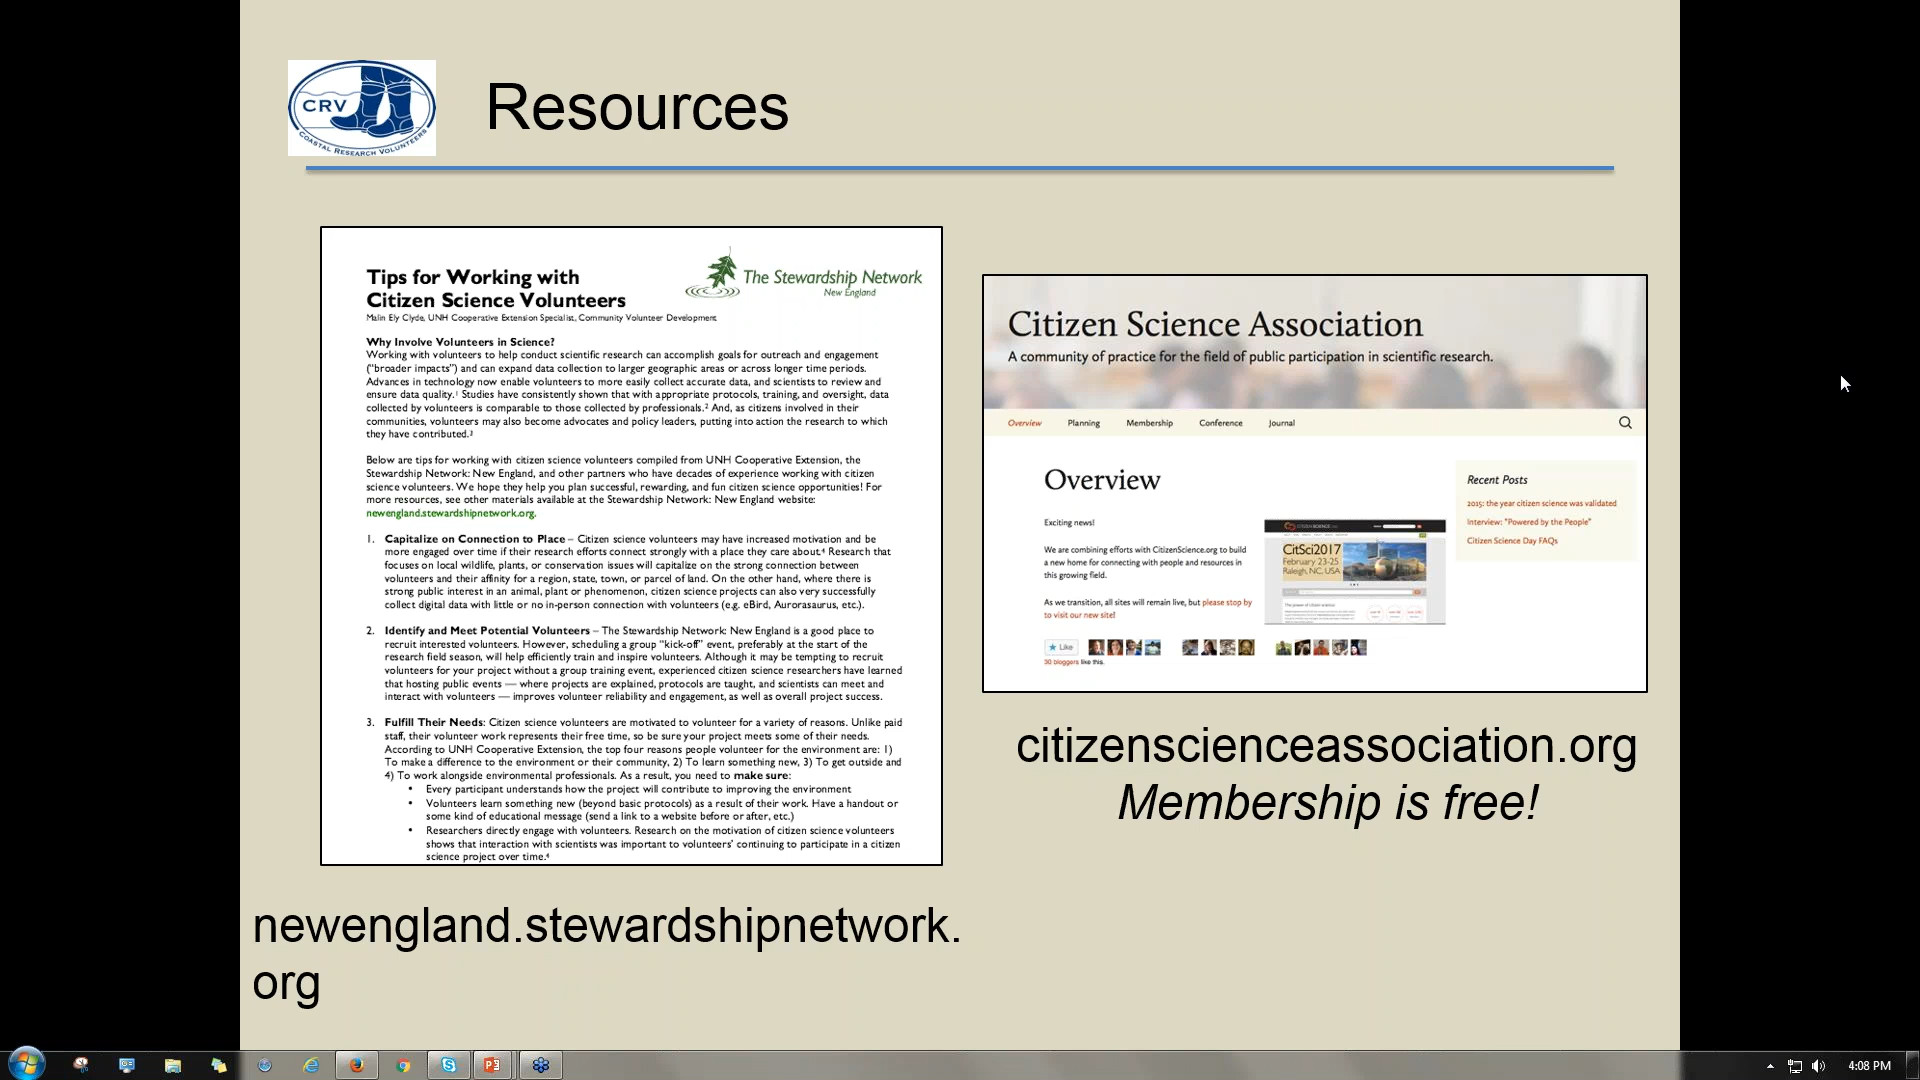 CRV
COASTAL RESEARCH VOLUNTEERS
Resources
Tips for Working with
Citizen Science Volunteers
The Stewardship Network
New England
Malin Ely Clyde, UNH Cooperative Extension Specialist, Community Volunteer Development
Why Involve Volunteers in Science?
Working with volunteers to help conduct scientific research can accomplish goals for outreach and engagement
("broader impacts") and can expand data collection to larger geographic areas or across longer time periods.
Advances in technology now enable volunteers to more easily collect accurate data, and scientists to review and
ensure data quality.¹ Studies have consistently shown that with appropriate protocols, training, and oversight, data
collected by volunteers is comparable to those collected by professionals.² And, as citizens involved in their
communities, volunteers may also become advocates and policy leaders, putting into action the research to which
they have contributed.³
Below are tips for working with citizen science volunteers compiled from UNH Cooperative Extension, the
Stewardship Network: New England, and other partners who have decades of experience working with citizen
science volunteers. We hope they help you plan successful, rewarding, and fun citizen science opportunities! For
more resources, see other materials available at the Stewardship Network: New England website:
newengland.stewardshipnetwork.org.
1. Capitalize on Connection to Place – Citizen science volunteers may have increased motivation and be
more engaged over time if their research efforts connect strongly with a place they care about.⁴ Research that
focuses on local wildlife, plants, or conservation issues will capitalize on the strong connection between
volunteers and their affinity for a region, state, town, or parcel of land. On the other hand, where there is
strong public interest in an animal, plant or phenomenon, citizen science projects can also very successfully
collect digital data with little or no in-person connection with volunteers (e.g. eBird, Aurorasaurus, etc.).
2. Identify and Meet Potential Volunteers – The Stewardship Network: New England is a good place to
recruit interested volunteers. However, scheduling a group "kick-off" event, preferably at the start of the
research field season, will help efficiently train and inspire volunteers. Although it may be tempting to recruit
volunteers for your project without a group training event, experienced citizen science researchers have learned
that hosting public events — where projects are explained, protocols are taught, and scientists can meet and
interact with volunteers — improves volunteer reliability and engagement, as well as overall project success.
3. Fulfill Their Needs: Citizen science volunteers are motivated to volunteer for a variety of reasons. Unlike paid
staff, their volunteer work represents their free time, so be sure your project meets some of their needs.
According to UNH Cooperative Extension, the top four reasons people volunteer for the environment are: 1)
To make a difference to the environment or their community, 2) To learn something new, 3) To get outside and
4) To work alongside environmental professionals. As a result, you need to make sure:
• Every participant understands how the project will contribute to improving the environment
• Volunteers learn something new (beyond basic protocols) as a result of their work. Have a handout or
some kind of educational message (send a link to a website before or after, etc.)
• Researchers directly engage with volunteers. Research on the motivation of citizen science volunteers
shows that interaction with scientists was important to volunteers' continuing to participate in a citizen
science project over time.⁴
newengland.stewardshipnetwork.
org
Citizen Science Association
A community of practice for the field of public participation in scientific research.
Overview Planning Membership Conference Journal
Overview
Exciting news!
We are combining efforts with CitizenScience.org to build
a new home for connecting with people and resources in
this growing field.
As we transition, all sites will remain live, but please stop by
to visit our new site!
CitSci2017
February 23-25
Raleigh, NC, USA
Like
30 bloggers like this.
Recent Posts
2015: the year citizen science was validated
Interview: "Powered by the People"
Citizen Science Day FAQs
citizenscienceassociation.org
Membership is free!
4:08 PM